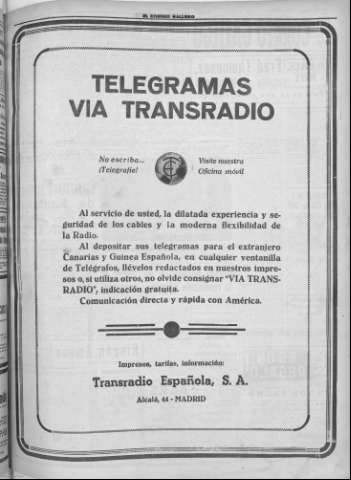 EL CORREO GALLEGO
TELEGRAMAS
VIA TRANSRADIO
No escriba... Visite nuestra
¡Telegrafíe! Oficina móvil
Al servicio de usted, la dilatada experiencia y se-
guridad de los cables y la moderna flexibilidad de
la Radio.
Al depositar sus telegramas para el extranjero
Canarias y Guinea Española, en cualquier ventanilla
de Telégrafos, llévelos redactados en nuestros impre-
sos o, si utiliza otros, no olvide consignar "VIA TRANS-
RADIO", indicación gratuita.
Comunicación directa y rápida con América.
Impresos, tarifas, información:
Transradio Española, S. A.
Alcalá, 44 - MADRID